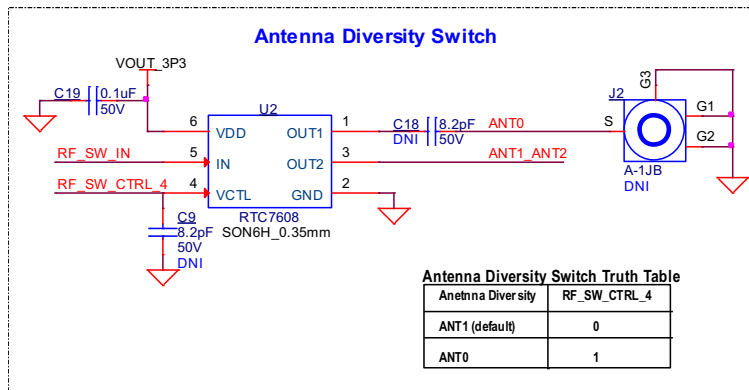 Antenna Diversity Switch
VOUT_3P3
C19 0.1uF
50V
U2
6 VDD OUT1 1
C18 8.2pF ANT0
DNI 50V
J2
G3
S
G1
G2
A-1JB
DNI
RF_SW_IN 5 IN OUT2 3 ANT1_ANT2
RF_SW_CTRL_4 4 VCTL GND 2
RTC7608
SON6H_0.35mm
C9
8.2pF
50V
DNI
Antenna Diversity Switch Truth Table
Anetnna Diversity RF_SW_CTRL_4
ANT1 (default) 0
ANT0 1